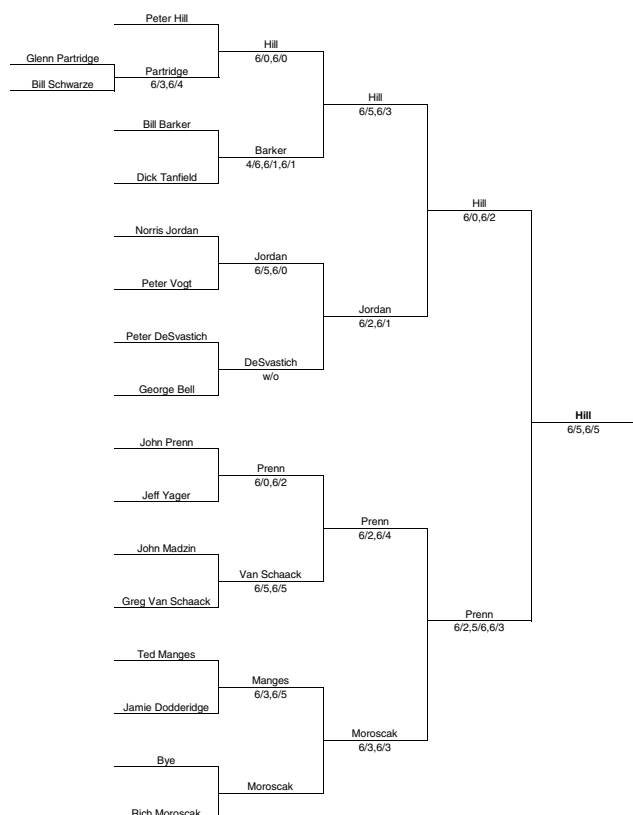 Peter Hill
Hill
6/0,6/0
Glenn Partridge
Partridge
6/3,6/4
Bill Schwarze
Hill
6/5,6/3
Bill Barker
Barker
4/6,6/1,6/1
Dick Tanfield
Hill
6/0,6/2
Norris Jordan
Jordan
6/5,6/0
Peter Vogt
Jordan
6/2,6/1
Peter DeSvastich
DeSvastich
w/o
George Bell
Hill
6/5,6/5
John Prenn
Prenn
6/0,6/2
Jeff Yager
Prenn
6/2,6/4
John Madzin
Van Schaack
6/5,6/5
Greg Van Schaack
Prenn
6/2,5/6,6/3
Ted Manges
Manges
6/3,6/5
Jamie Dodderidge
Moroscak
6/3,6/3
Bye
Moroscak
Rich Moroscak